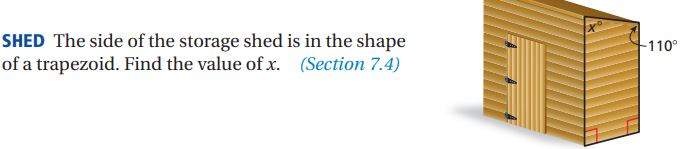 SHED The side of the storage shed is in the shape
of a trapezoid. Find the value of x. (Section 7.4)
x°
110°